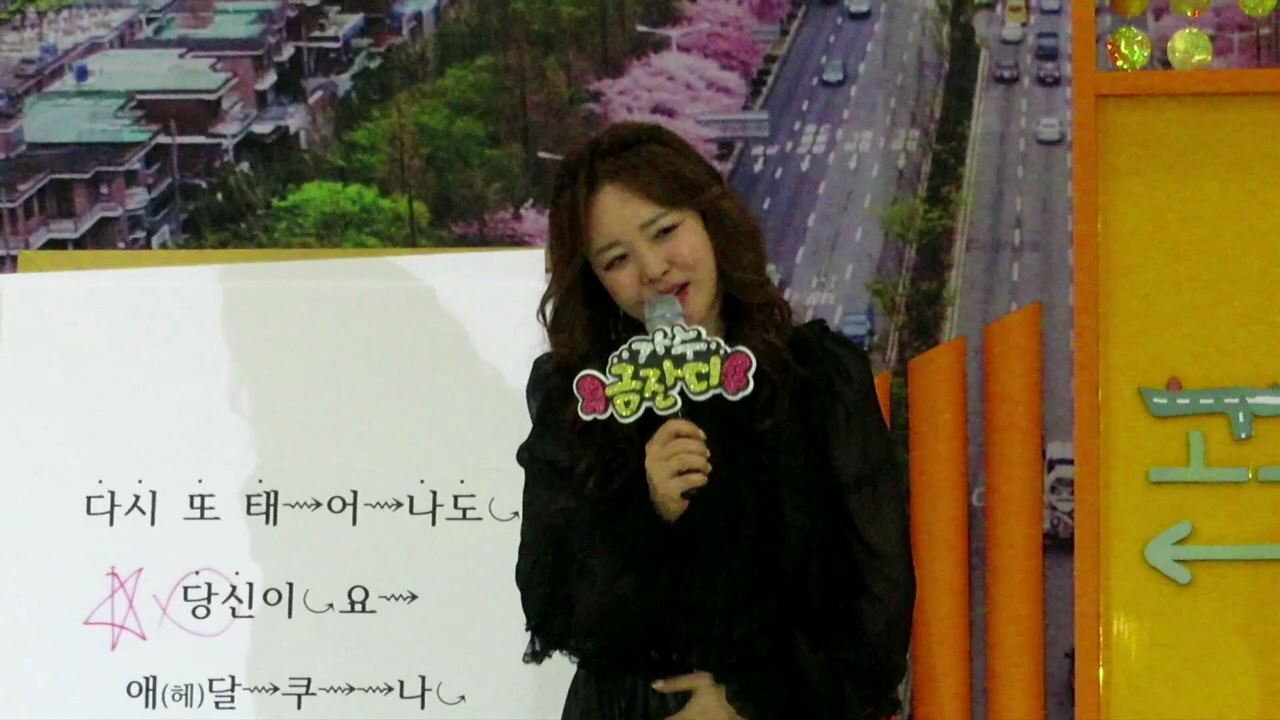 가수
금잔디
다시 또 태어나도
당신이 요
애(헤)달 쿠 나